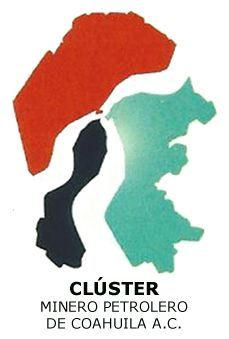 CLÚSTER
MINERO PETROLERO
DE COAHUILA A.C.